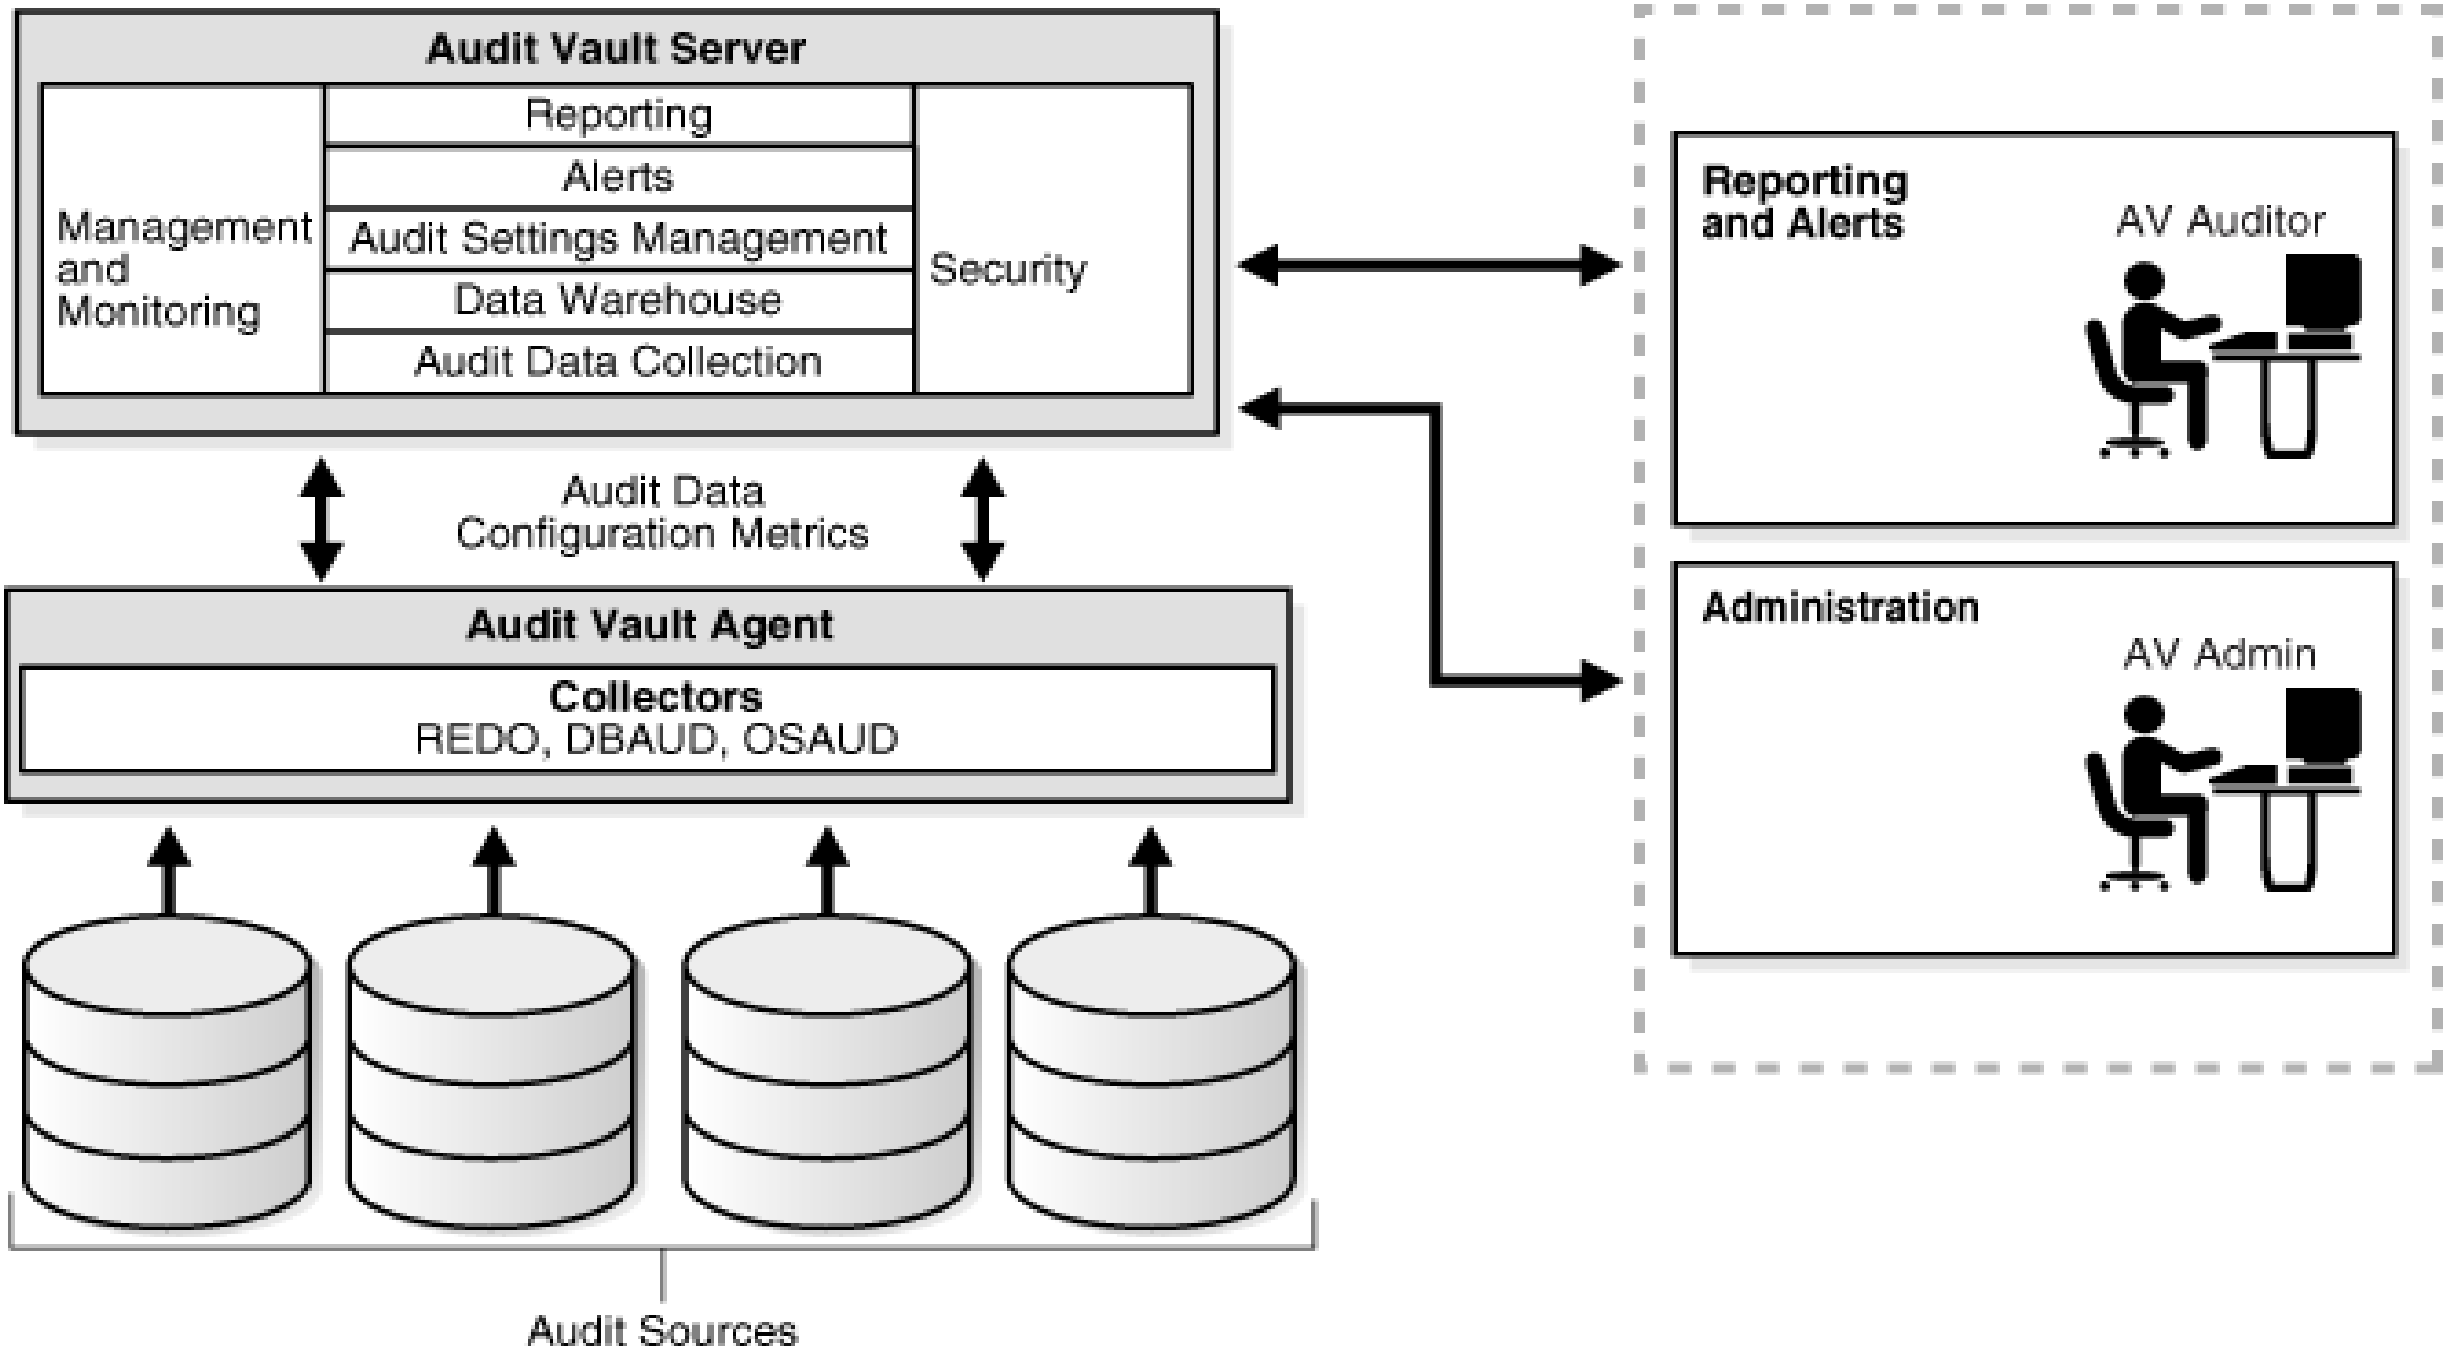 Audit Vault Server
Management
and
Monitoring
Reporting
Alerts
Audit Settings Management
Data Warehouse
Audit Data Collection
Security
Audit Data
Configuration Metrics
Audit Vault Agent
Collectors
REDO, DBAUD, OSAUD
Audit Sources
Reporting
and Alerts
AV Auditor
Administration
AV Admin